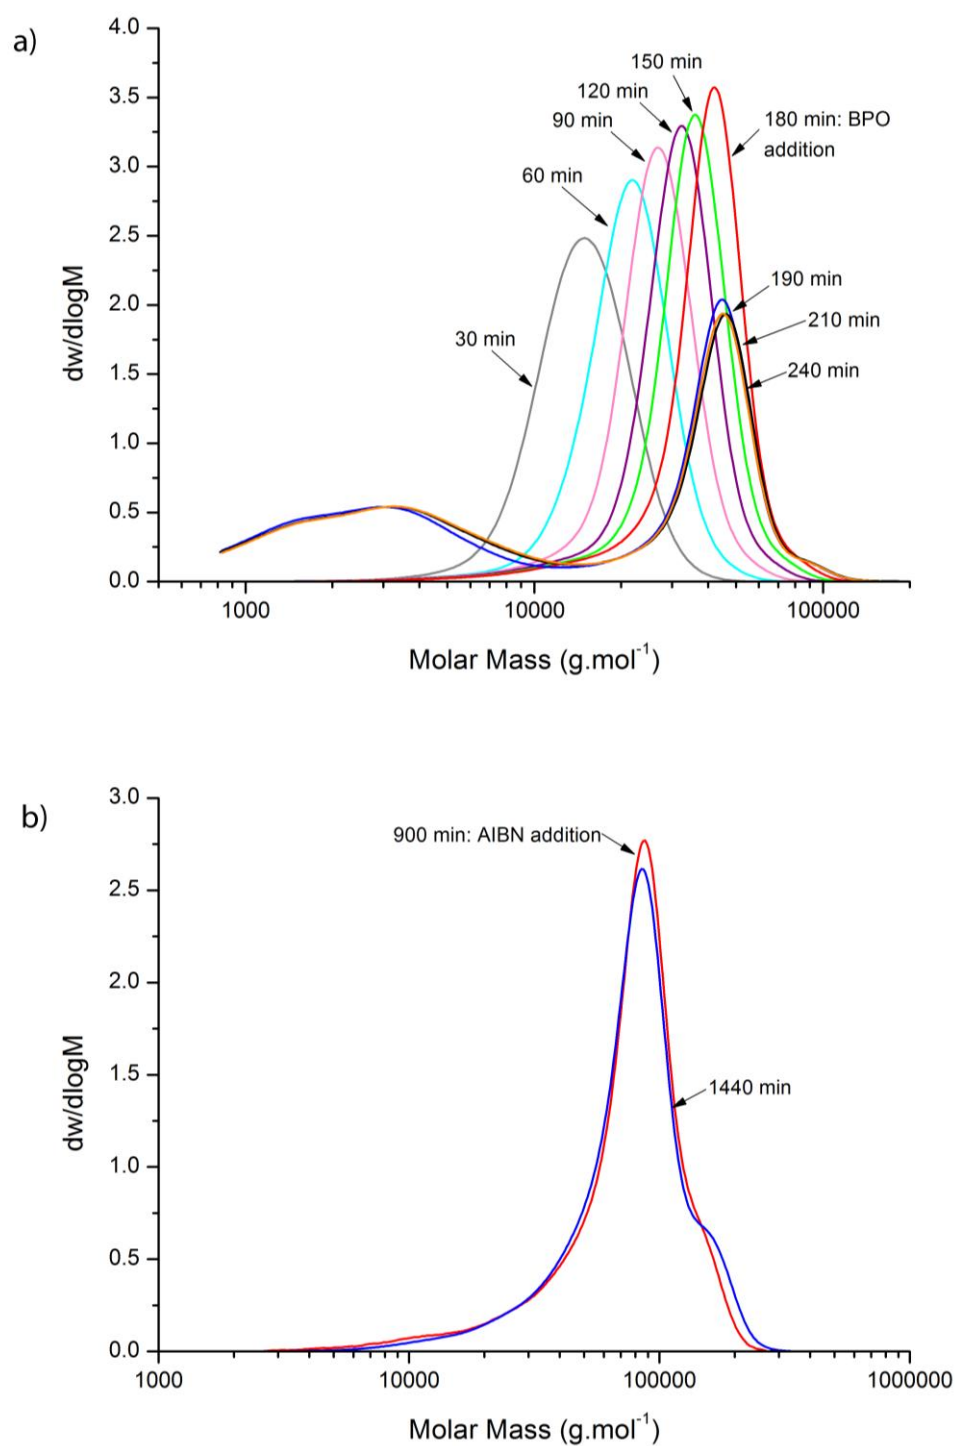 a)
4.0
3.5
3.0
2.5
2.0
1.5
1.0
0.5
0.0
dw/dlogM
30 min
60 min
90 min
120 min
150 min
180 min: BPO
addition
190 min
210 min
240 min
1000
10000
100000
Molar Mass (g.mol-1)
b)
3.0
2.5
2.0
1.5
1.0
0.5
0.0
dw/dlogM
900 min: AIBN addition
1440 min
1000
10000
100000
1000000
Molar Mass (g.mol-1)